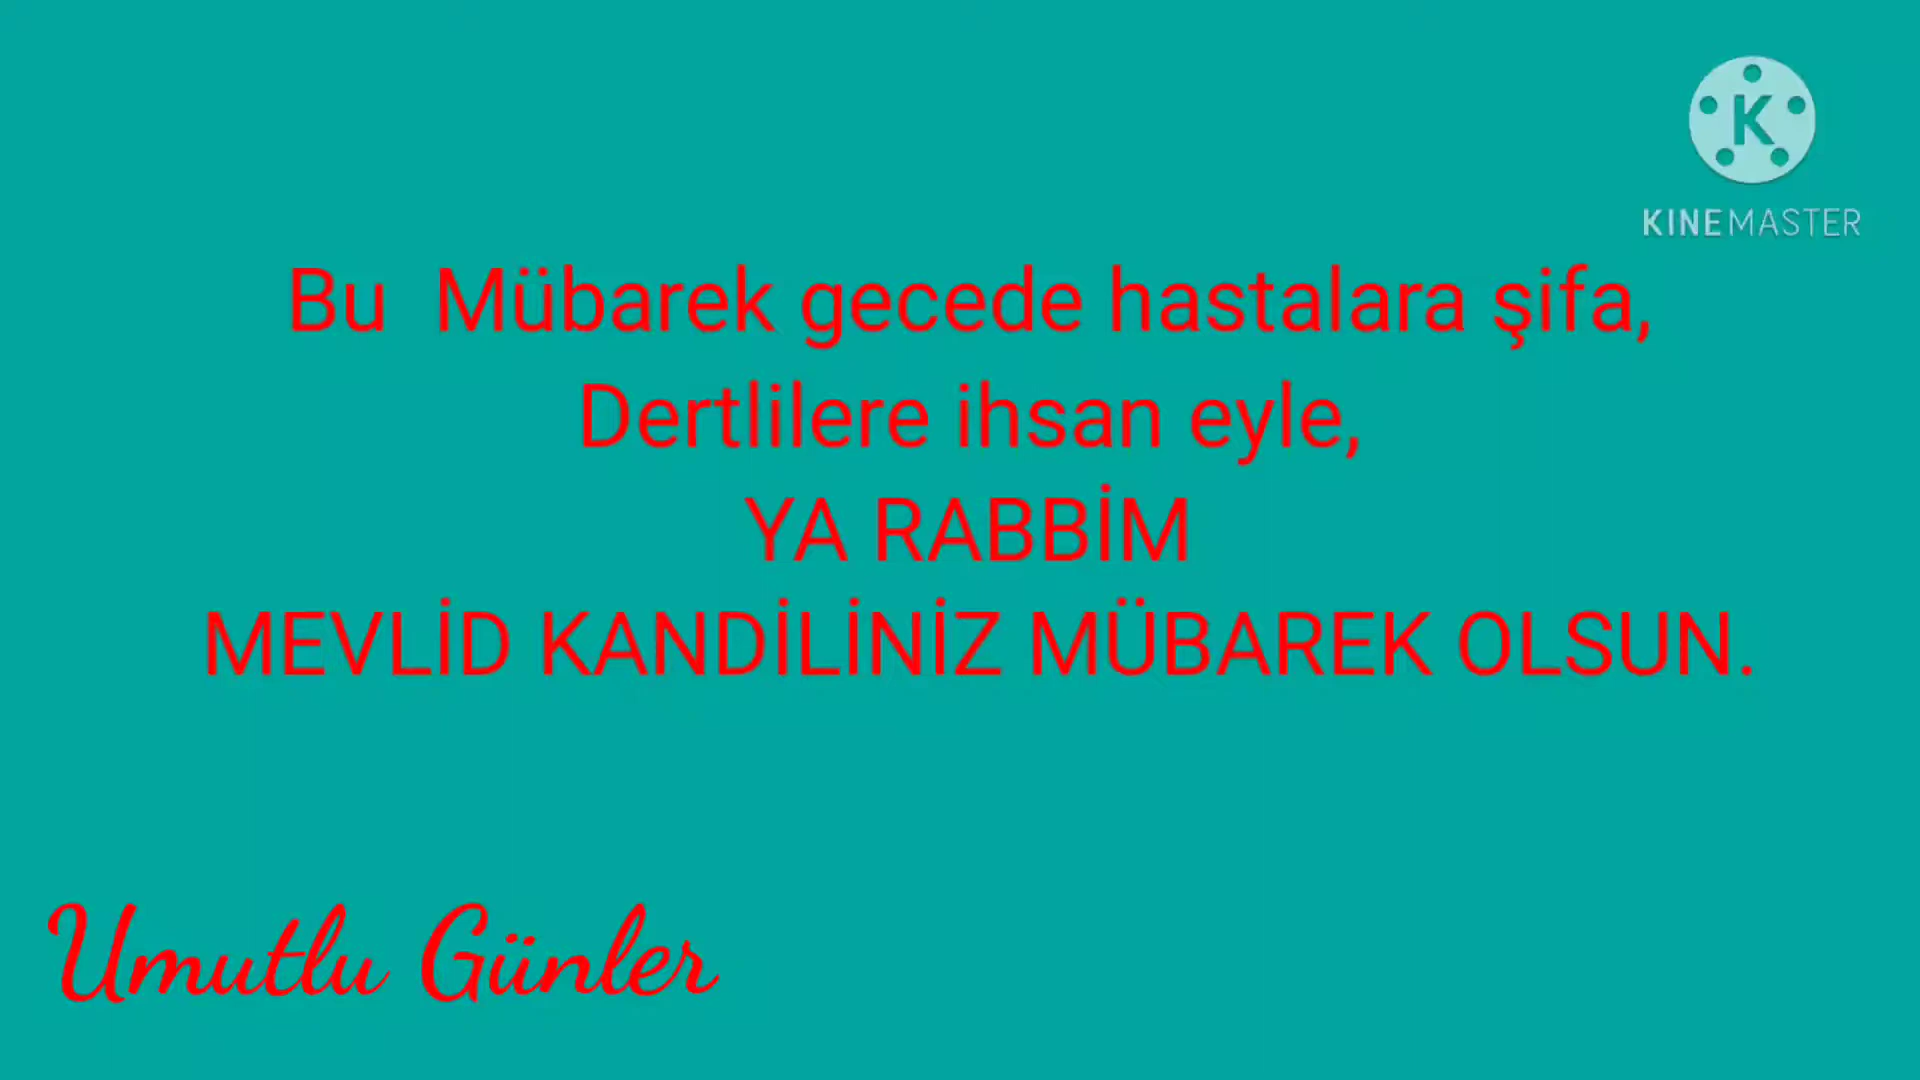 K
KINEMASTER
Bu Mübarek gecede hastalara şifa,
Dertlilere ihsan eyle,
YA RABBİM
MEVLİD KANDİLİNİZ MÜBAREK OLSUN.
Umutlu Günler